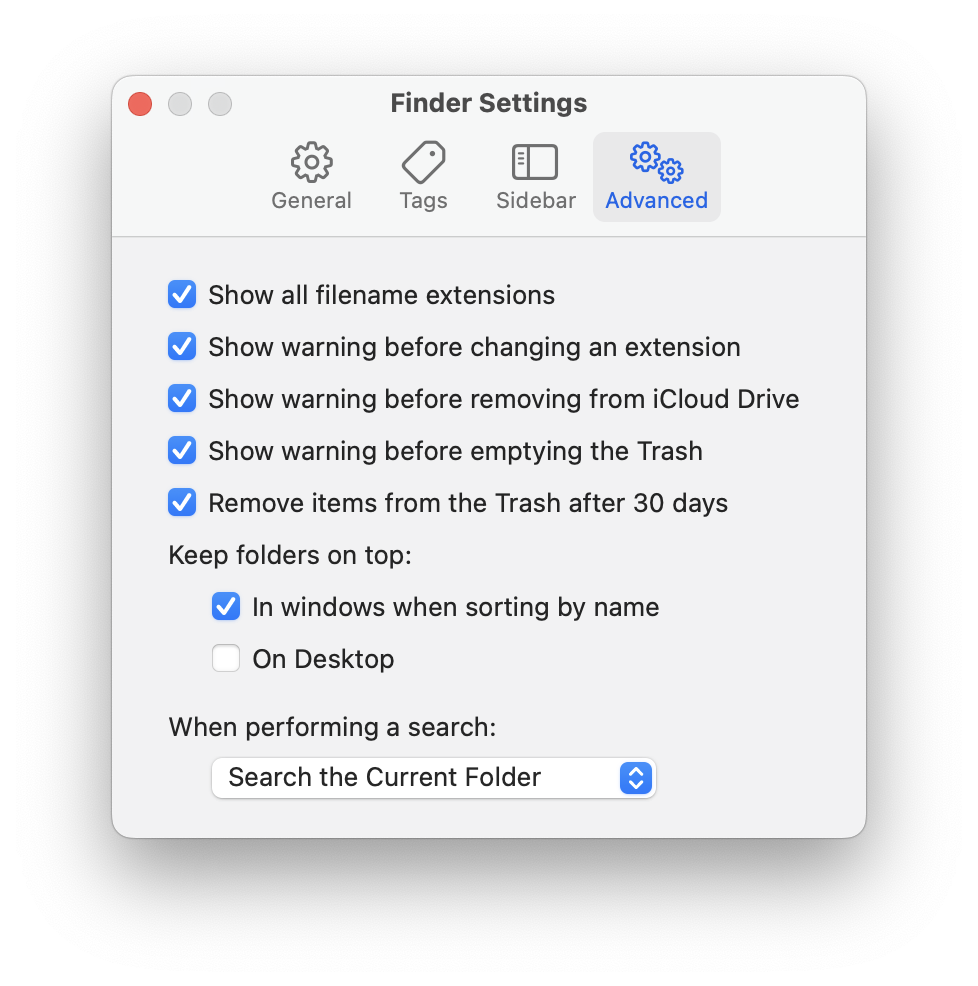 Finder Settings
General Tags Sidebar Advanced
Show all filename extensions
Show warning before changing an extension
Show warning before removing from iCloud Drive
Show warning before emptying the Trash
Remove items from the Trash after 30 days
Keep folders on top:
In windows when sorting by name
On Desktop
When performing a search:
Search the Current Folder